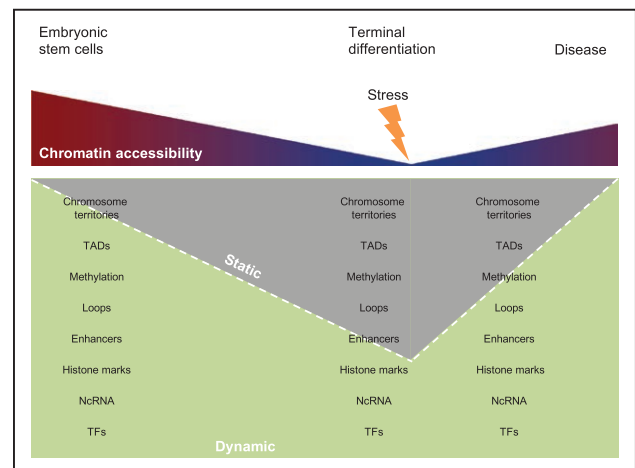 Embryonic
stem cells
Terminal
differentiation
Disease
Stress
Chromatin accessibility
Chromosome
territories
TADs
Methylation
Loops
Enhancers
Histone marks
NcRNA
TFs
Static
Chromosome
territories
TADs
Methylation
Loops
Enhancers
Histone marks
NcRNA
TFs
Chromosome
territories
TADs
Methylation
Loops
Enhancers
Histone marks
NcRNA
TFs
Dynamic